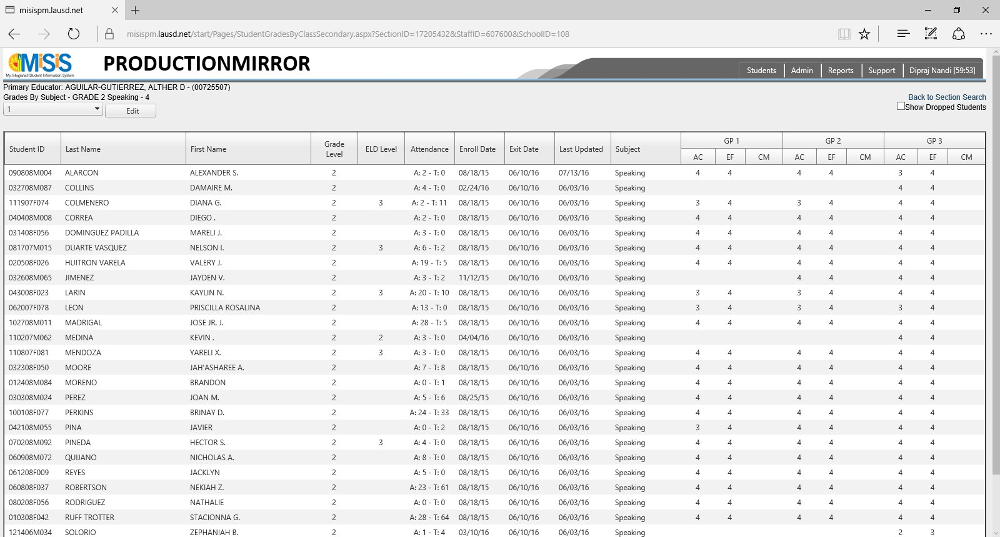 misispm.lausd.net
misispm.lausd.net/start/Pages/StudentGradesByClassSecondary.aspx?SectionID=17205432&StaffID=607600&SchoolID=108
MiSiS PRODUCTIONMIRROR
My Integrated Student Information System
Students Admin Reports Support Dipraj Nandi [59:53]
Primary Educator: AGUILAR-GUTIERREZ, ALTHER D - (00725507)
Grades By Subject - GRADE 2 Speaking - 4
Back to Section Search
1 Edit
Show Dropped Students
Student ID Last Name First Name Grade Level ELD Level Attendance Enroll Date Exit Date Last Updated Subject GP 1 GP 2 GP 3
AC EF CM AC EF CM AC EF CM
090808M004 ALARCON ALEXANDER S. 2 A: 2 - T: 0 08/18/15 06/10/16 07/13/16 Speaking 4 4 4 4 3 4
032708M087 COLLINS DAMAIRE M. 2 A: 4 - T: 0 02/24/16 06/10/16 06/03/16 Speaking 4 4
111907F074 COLMENERO DIANA G. 2 3 A: 2 - T: 11 08/18/15 06/10/16 06/03/16 Speaking 3 4 3 4 4 4
040408M008 CORREA DIEGO . 2 A: 2 - T: 0 08/18/15 06/10/16 06/03/16 Speaking 4 4 4 4 4 4
031408F056 DOMINGUEZ PADILLA MARELI J. 2 A: 3 - T: 0 08/18/15 06/10/16 06/03/16 Speaking 4 4 4 4 4 4
081707M015 DUARTE VASQUEZ NELSON I. 2 3 A: 6 - T: 2 08/18/15 06/10/16 06/03/16 Speaking 4 4 4 4 4 4
020508F026 HUITRON VARELA VALERY J. 2 A: 19 - T: 5 08/18/15 06/10/16 06/03/16 Speaking 4 4 4 4 4 4
032608M065 JIMENEZ JAYDEN V. 2 A: 3 - T: 2 11/12/15 06/10/16 06/03/16 Speaking 4 4 4 4
043008F023 LARIN KAYLIN N. 2 3 A: 20 - T: 10 08/18/15 06/10/16 06/03/16 Speaking 3 4 3 4 4 4
062007F078 LEON PRISCILLA ROSALINA 2 A: 13 - T: 0 08/18/15 06/10/16 06/03/16 Speaking 3 4 3 4 3 4
102708M011 MADRIGAL JOSE JR. J. 2 A: 28 - T: 5 08/18/15 06/10/16 06/03/16 Speaking 4 4 4 4 4 4
110207M062 MEDINA KEVIN . 2 2 A: 3 - T: 0 04/04/16 06/10/16 06/03/16 Speaking 4 4
110807F081 MENDOZA YARELI X. 2 3 A: 3 - T: 0 08/18/15 06/10/16 06/03/16 Speaking 4 4 4 4 4 4
032308F050 MOORE JAH'ASHAREE A. 2 A: 7 - T: 8 08/18/15 06/10/16 06/03/16 Speaking 4 4 4 4 4 4
012408M084 MORENO BRANDON 2 A: 0 - T: 1 08/18/15 06/10/16 06/03/16 Speaking 4 4 4 4 4 4
030308M024 PEREZ JOAN M. 2 A: 5 - T: 6 08/25/15 06/10/16 06/03/16 Speaking 4 4 4 4 4 4
100108F077 PERKINS BRINAY D. 2 A: 24 - T: 33 08/18/15 06/10/16 06/03/16 Speaking 4 4 4 4 4 4
042108M055 PINA JAVIER 2 A: 0 - T: 2 08/18/15 06/10/16 06/03/16 Speaking 3 4 4 4 4 4
070208M092 PINEDA HECTOR S. 2 3 A: 4 - T: 0 08/18/15 06/10/16 06/03/16 Speaking 4 4 4 4 4 4
060908M072 QUIJANO NICHOLAS A. 2 A: 8 - T: 0 08/18/15 06/10/16 06/03/16 Speaking 4 4 4 4 4 4
061208F009 REYES JACKLYN 2 A: 5 - T: 0 08/18/15 06/10/16 06/03/16 Speaking 4 4 4 4 4 4
060808F037 ROBERTSON NEKIAH Z. 2 A: 23 - T: 61 08/18/15 06/10/16 06/03/16 Speaking 4 4 4 4 4 4
080208F056 RODRIGUEZ NATHALIE 2 A: 0 - T: 0 08/18/15 06/10/16 06/03/16 Speaking 4 4 4 4 4 4
010308F042 RUFF TROTTER STACIONNA G. 2 A: 28 - T: 64 08/18/15 06/10/16 06/03/16 Speaking 4 4 4 4 4 4
121406M034 SOLORIO ZEPHANIAH B. 2 A: 1 - T: 4 03/10/16 06/10/16 06/03/16 Speaking 2 3